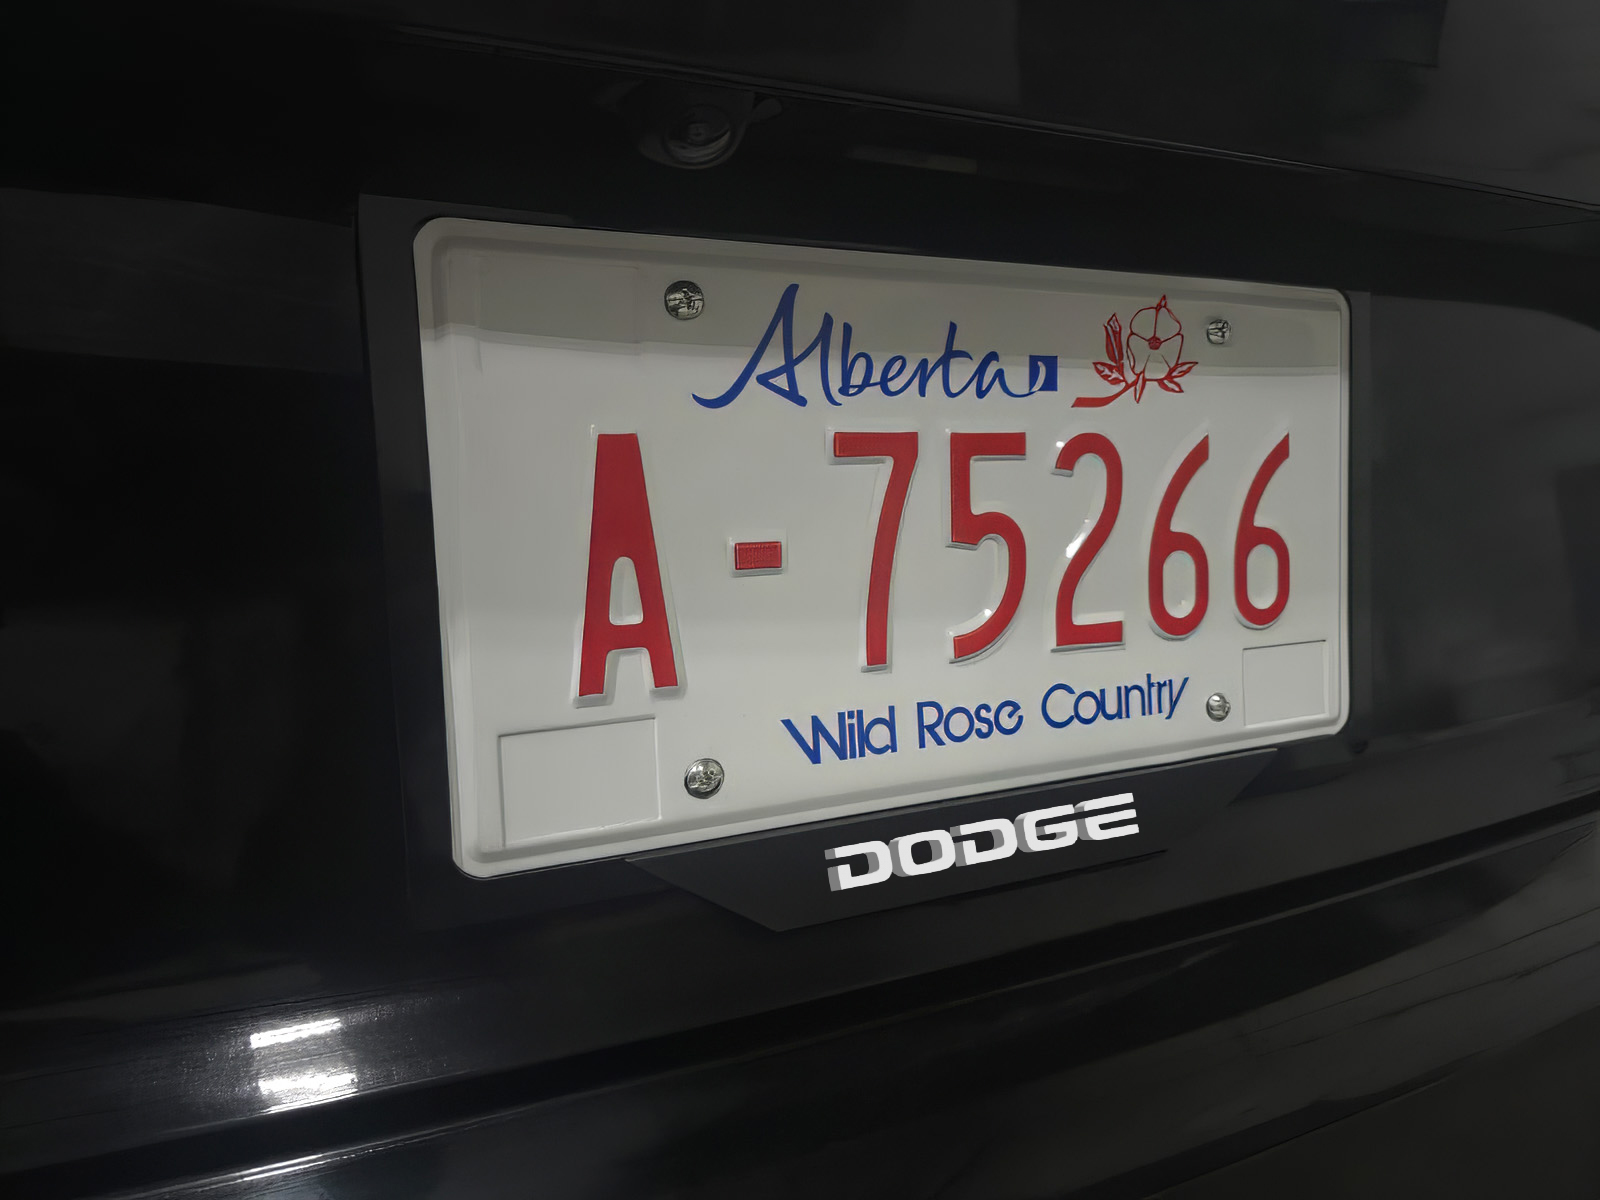 Alberta
A-75266
Wild Rose Country
DODGE